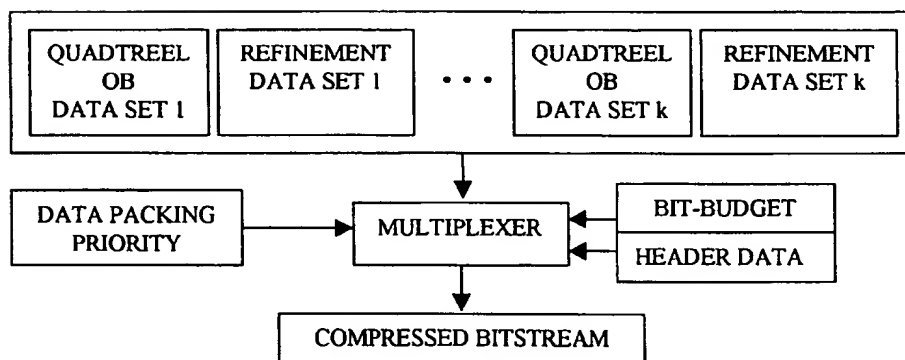 QUADTREEL
OB
DATA SET 1
REFINEMENT
DATA SET 1
• • •
QUADTREEL
OB
DATA SET k
REFINEMENT
DATA SET k
DATA PACKING
PRIORITY
MULTIPLEXER
BIT-BUDGET
HEADER DATA
COMPRESSED BITSTREAM